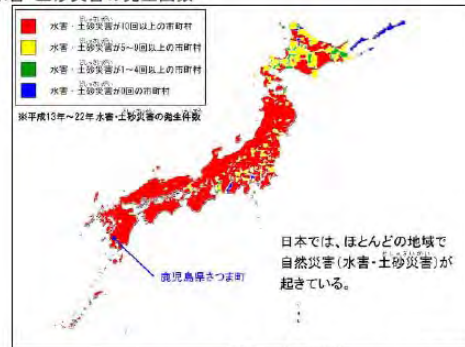 水害・土砂災害が10回以上の市町村
水害・土砂災害が5~9回以上の市町村
水害・土砂災害が1~4回以上の市町村
水害・土砂災害が0回の市町村
※平成13年~22年 水害・土砂災害の発生件数
鹿児島県さつま町
日本では、ほとんどの地域で
自然災害(水害・土砂災害)が
起きている。